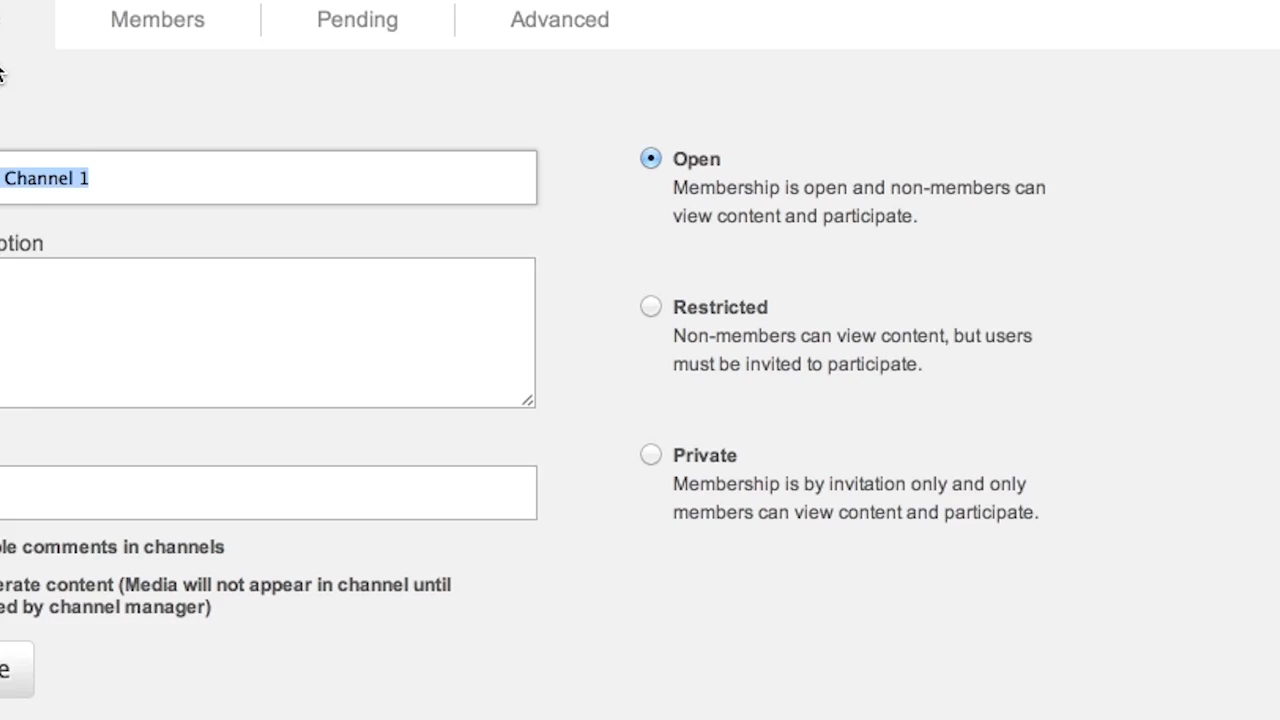 Members
Pending
Advanced
Channel 1
Open
Membership is open and non-members can
view content and participate.
ption
Restricted
Non-members can view content, but users
must be invited to participate.
Private
Membership is by invitation only and only
members can view content and participate.
le comments in channels
erate content (Media will not appear in channel until
ed by channel manager)
e